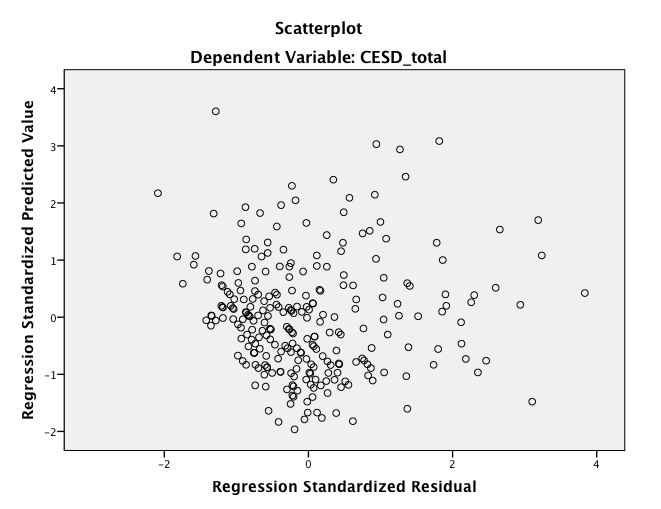 Scatterplot
Dependent Variable: CESD_total
Regression Standardized Predicted Value
4
3
2
1
0
−1
−2
−2
0
2
4
Regression Standardized Residual